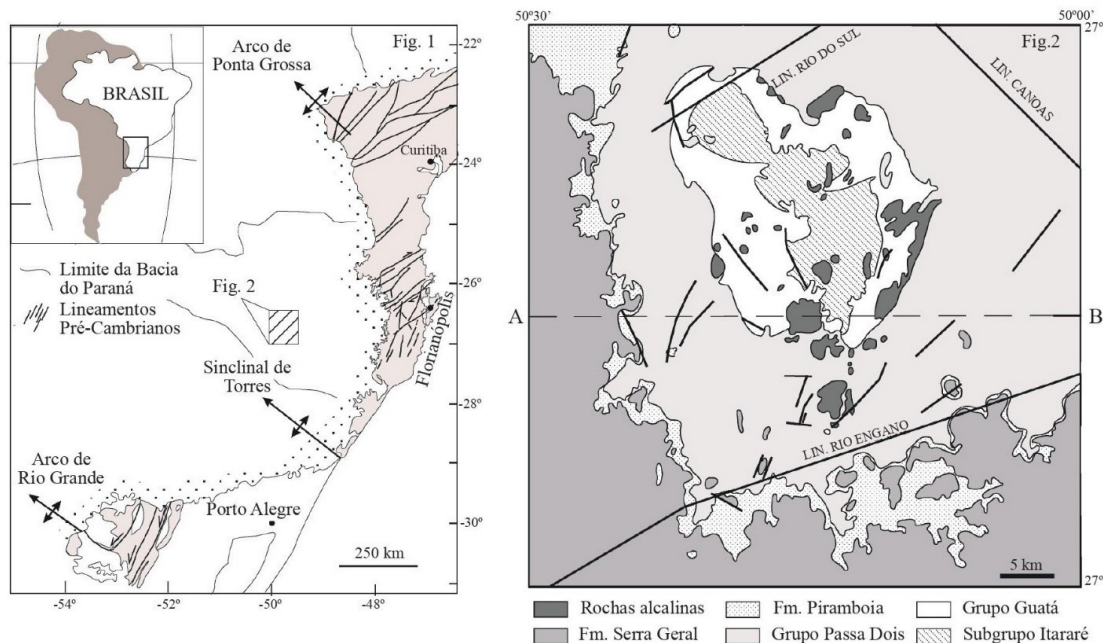 Fig. 1
Arco de
Ponta Grossa
BRASIL
-22°
Curitiba
-24°
Limite da Bacia
do Paraná
Lineamentos
Pré-Cambrianos
Fig. 2
-26°
Florianopolis
Sinclinal de
Torres
-28°
Arco de
Rio Grande
Porto Alegre
-30°
250 km
-54°
-52°
-50°
-48°
50°30'
50°00'
27°
Fig.2
LIN. RIO DO SUL
LIN. CANOAS
A
B
LIN. RIO ENGANO
5 km
27°
Rochas alcalinas
Fm. Piramboia
Grupo Guatá
Fm. Serra Geral
Grupo Passa Dois
Subgrupo Itararé